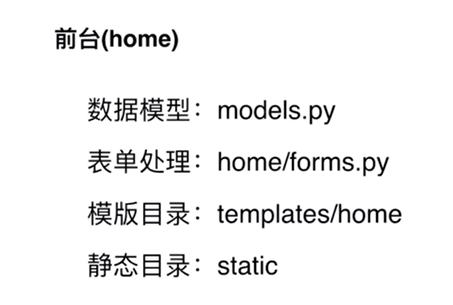 前台(home)
数据模型：models.py
表单处理：home/forms.py
模版目录：templates/home
静态目录：static